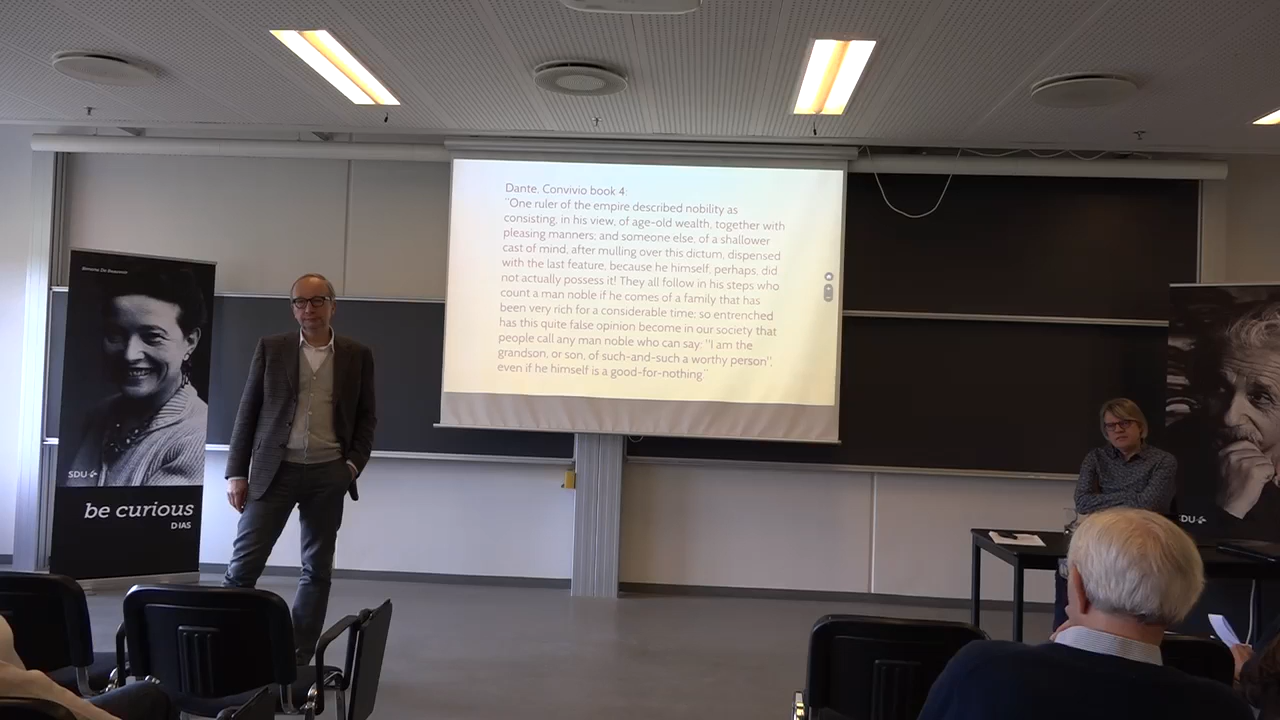 Dante, Convivio book 4:
"One ruler of the empire described nobility as
consisting, in his view, of age-old wealth, together with
pleasing manners; and someone else, of a shallower
cast of mind, after mulling over this dictum, dispensed
with the last feature, because he himself, perhaps, did
not actually possess it! They all follow in his steps who
count a man noble if he comes of a family that has
been very rich for a considerable time; so entrenched
has this quite false opinion become in our society that
people call any man noble who can say: "I am the
grandson, or son, of such-and-such a worthy person",
even if he himself is a good-for-nothing"
Simone De Beauvoir
SDU
be curious
D·IAS
SDU